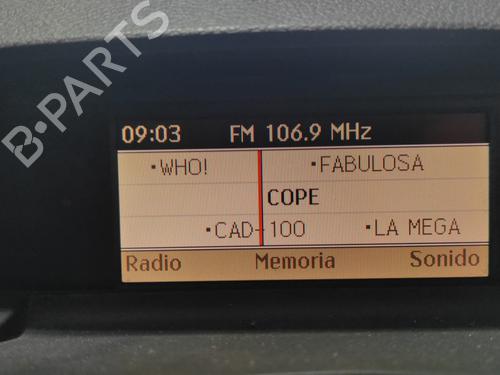 B-PARTS
09:03 FM 106.9 MHz
•WHO! •FABULOSA
COPE
•CAD-100 •LA MEGA
Radio Memoria Sonido